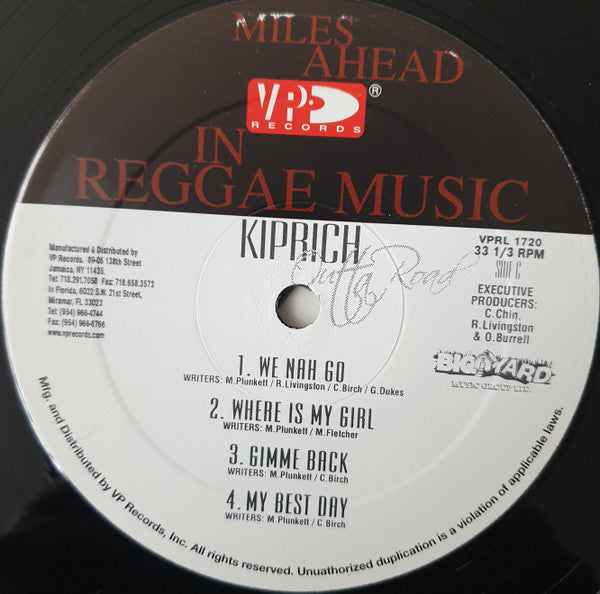 MILES
AHEAD
VP®
RECORDS
IN
REGGAE MUSIC
KIPRICH
Outta Road
Manufactured & Distributed by
VP Records. 89-05 138th Street
Jamaica, NY 11435.
Tel: 718.291.7058 Fax: 718.658.3573
In Florida, 6022 S.W. 21st Street,
Miramar, FL 33023
Tel: (954) 966-4744
Fax: (954) 966-8766
www.vprecords.com
VPRL 1720
33 1/3 RPM
SIDE C
EXECUTIVE
PRODUCERS:
C.Chin,
R.Livingston
& O.Burrell
BIG YARD
MUSIC GROUP LTD.
1. WE NAH GO
WRITERS: M.Plunkett / R.Livingston / C.Birch / G.Dukes
2. WHERE IS MY GIRL
WRITERS: M.Plunkett / M.Fletcher
3. GIMME BACK
WRITERS: M.Plunkett / C.Birch
4. MY BEST DAY
WRITERS: M.Plunkett / C.Birch
Mfg. and Distributed by VP Records, Inc. All rights reserved. Unauthorized duplication is a violation of applicable laws.